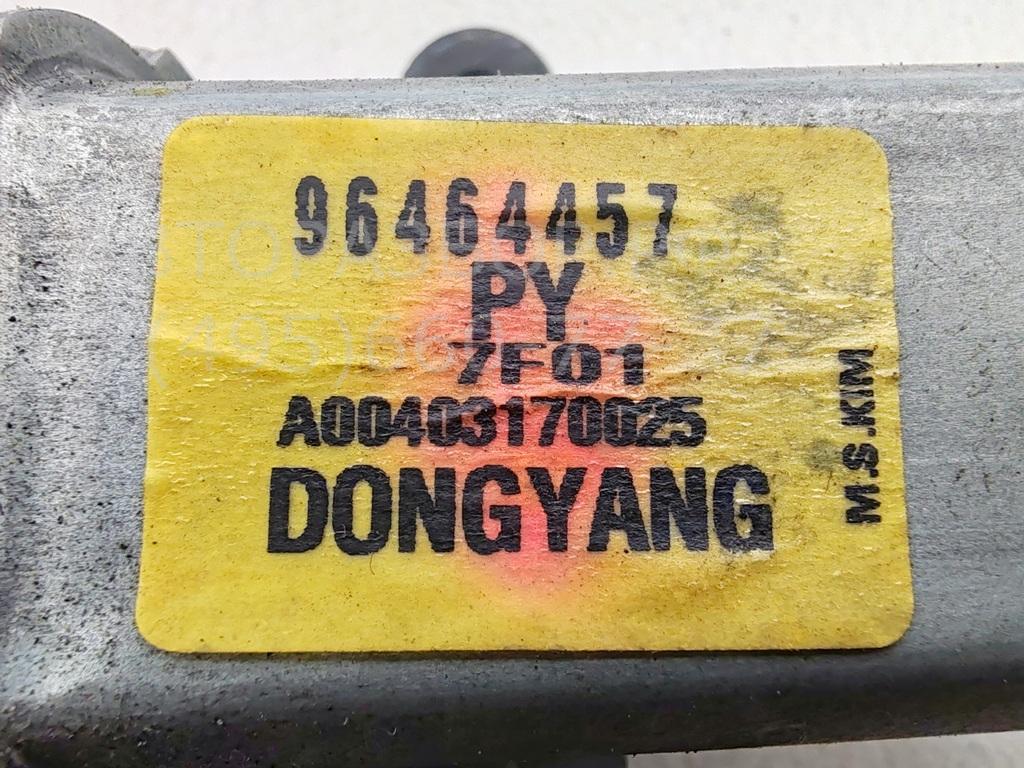 96464457
PY
7F01
A00403170025
DONGYANG
M.S.KIM